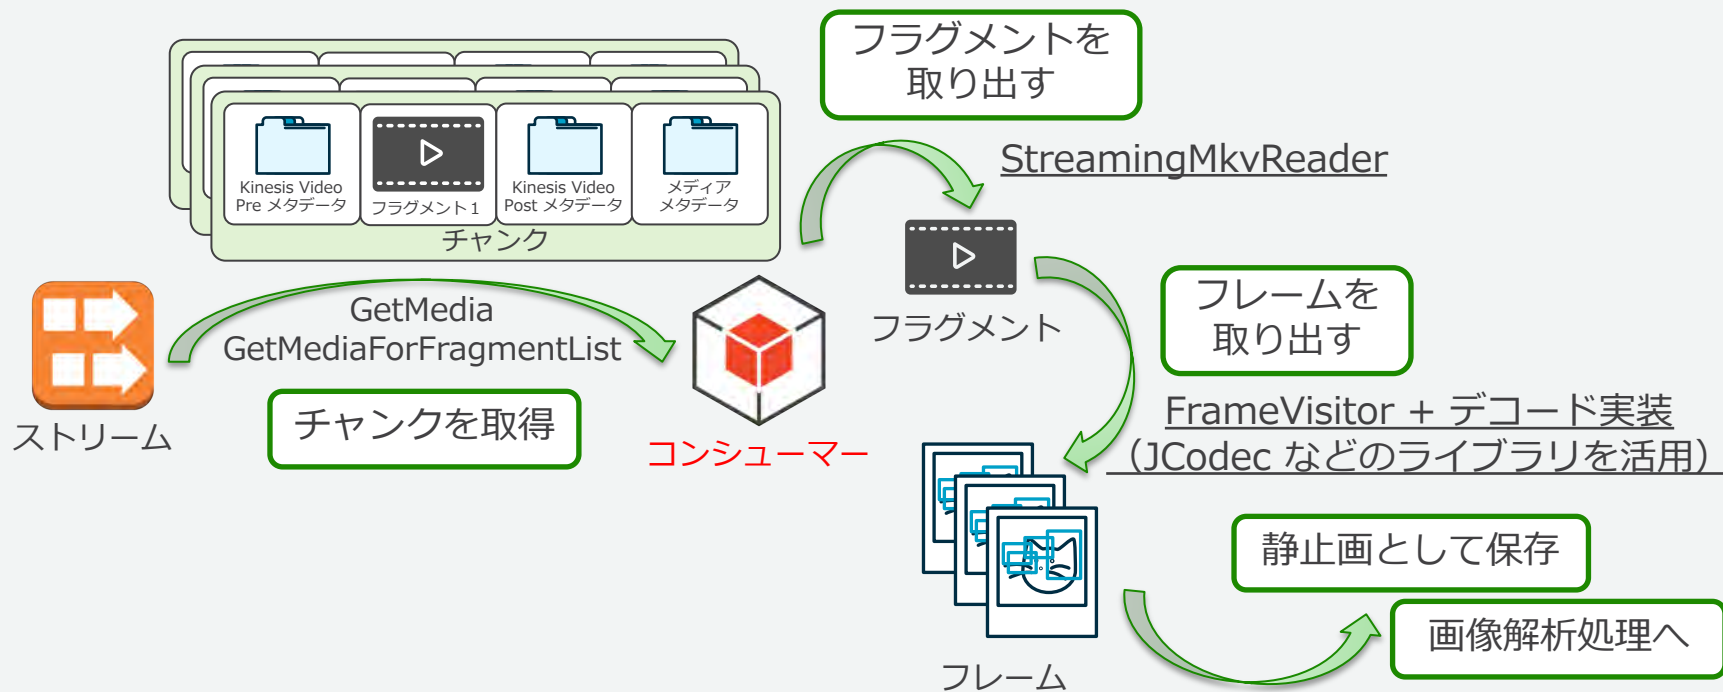 フラグメントを
取り出す
Kinesis Video
Pre メタデータ
フラグメント1
Kinesis Video
Post メタデータ
メディア
メタデータ
チャンク
StreamingMkvReader
フラグメント
GetMedia
GetMediaForFragmentList
チャンクを取得
ストリーム
コンシューマー
フレームを
取り出す
FrameVisitor + デコード実装
（JCodec などのライブラリを活用）
静止画として保存
画像解析処理へ
フレーム